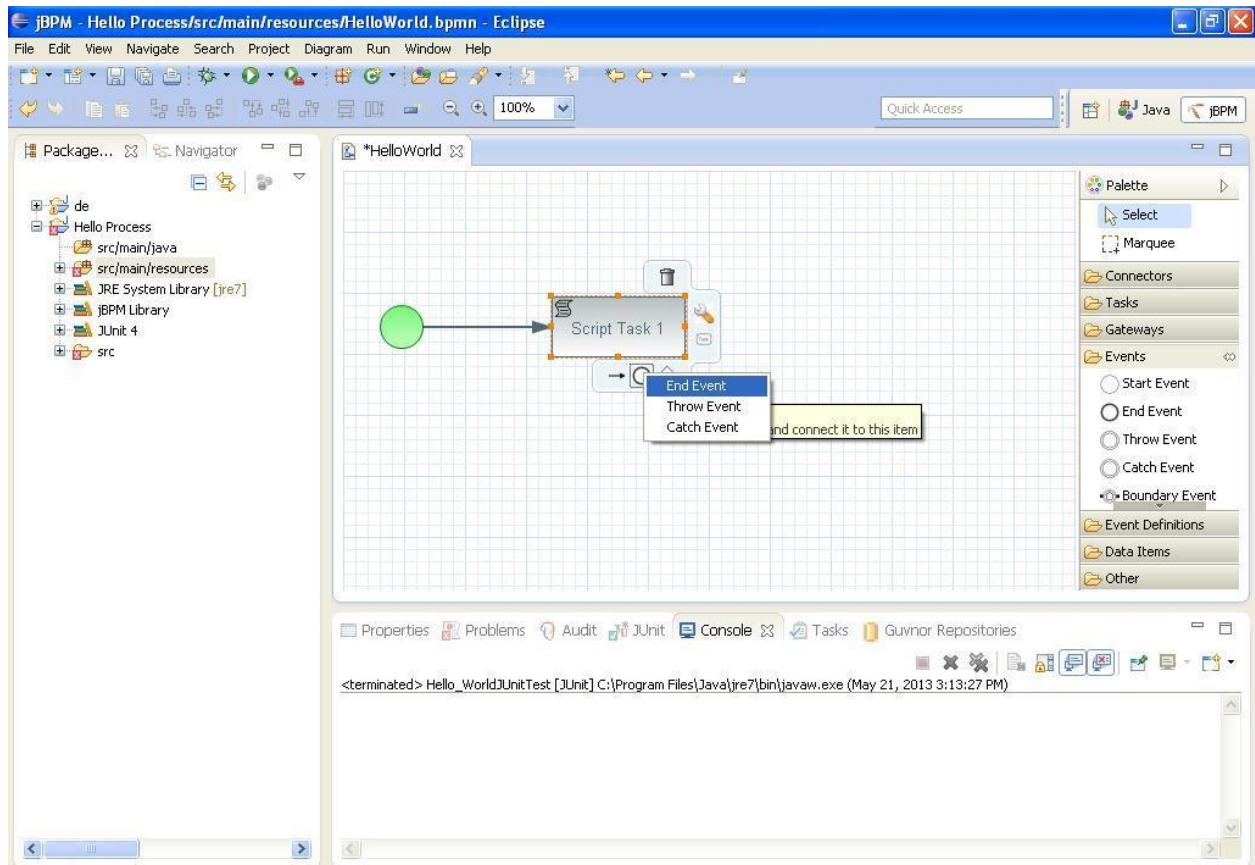 jBPM - Hello Process/src/main/resources/HelloWorld.bpmn - Eclipse
File Edit View Navigate Search Project Diagram Run Window Help
100%
Quick Access
Java
jBPM
Package...
Navigator
*HelloWorld
de
Hello Process
src/main/java
src/main/resources
JRE System Library [jre7]
jBPM Library
JUnit 4
src
Script Task 1
End Event
Throw Event
Catch Event
and connect it to this item
Palette
Select
Marquee
Connectors
Tasks
Gateways
Events
Start Event
End Event
Throw Event
Catch Event
Boundary Event
Event Definitions
Data Items
Other
Properties Problems Audit JUnit Console Tasks Guvnor Repositories
<terminated> Hello_WorldJUnitTest [JUnit] C:\Program Files\Java\jre7\bin\javaw.exe (May 21, 2013 3:13:27 PM)